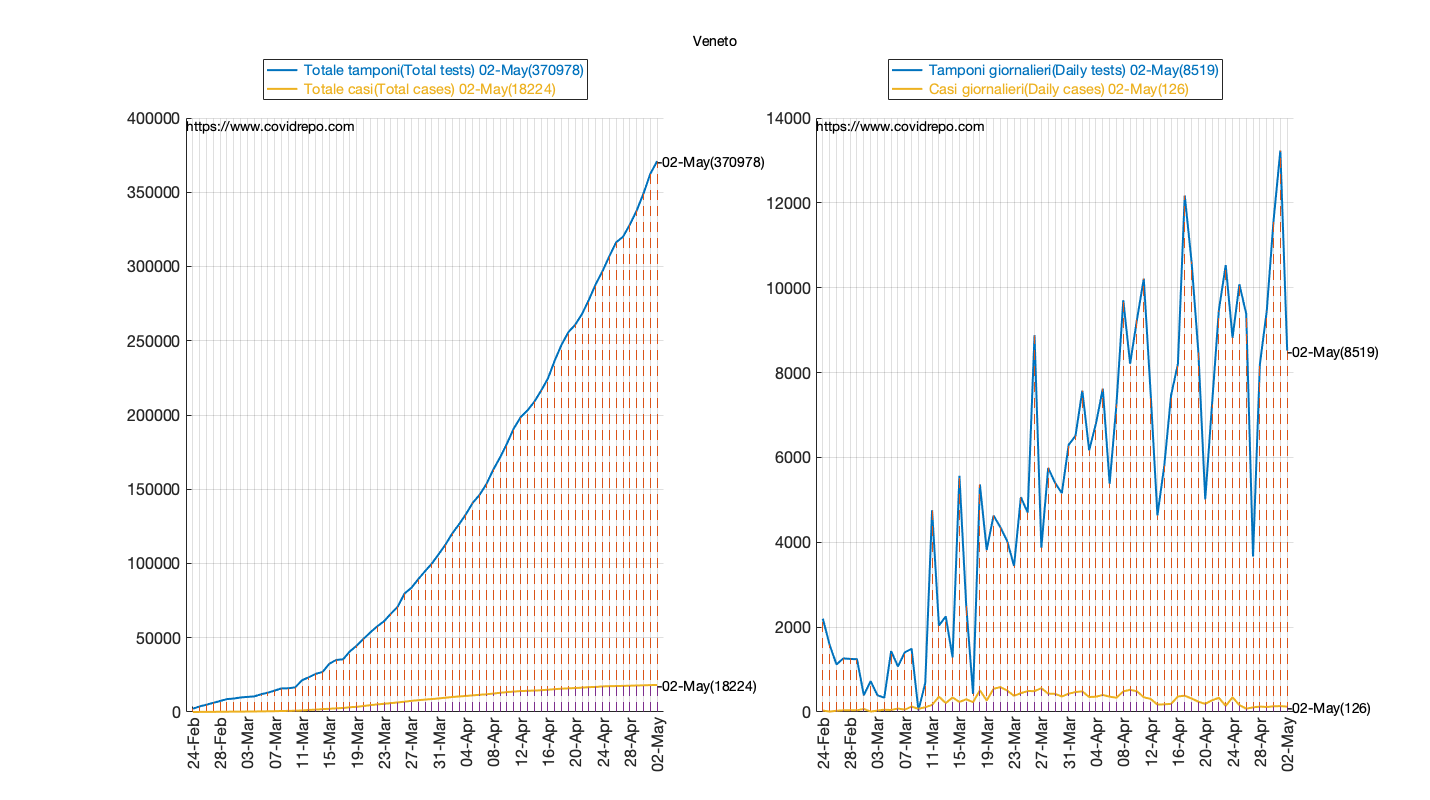 Veneto
Totale tamponi(Total tests) 02-May(370978)
Totale casi(Total cases) 02-May(18224)
https://www.covidrepo.com
400000
350000
300000
250000
200000
150000
100000
50000
0
02-May(370978)
02-May(18224)
24-Feb
28-Feb
03-Mar
07-Mar
11-Mar
15-Mar
19-Mar
23-Mar
27-Mar
31-Mar
04-Apr
08-Apr
12-Apr
16-Apr
20-Apr
24-Apr
28-Apr
02-May
Tamponi giornalieri(Daily tests) 02-May(8519)
Casi giornalieri(Daily cases) 02-May(126)
https://www.covidrepo.com
14000
12000
10000
8000
6000
4000
2000
0
02-May(8519)
02-May(126)
24-Feb
28-Feb
03-Mar
07-Mar
11-Mar
15-Mar
19-Mar
23-Mar
27-Mar
31-Mar
04-Apr
08-Apr
12-Apr
16-Apr
20-Apr
24-Apr
28-Apr
02-May